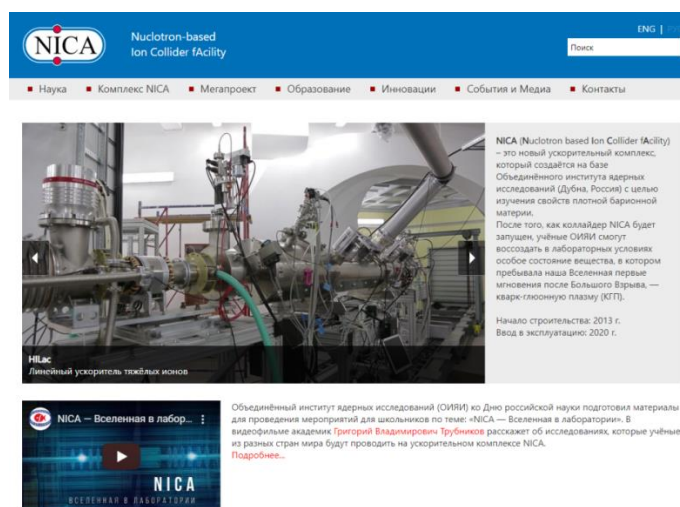 NICA
Nuclotron-based
Ion Collider fAcility
ENG |
Поиск
Наука
Комплекс NICA
Мегапроект
Образование
Инновации
События и Медиа
Контакты
NICA (Nuclotron based Ion Collider fAcility)
– это новый ускорительный комплекс,
который создаётся на базе
Объединённого института ядерных
исследований (Дубна, Россия) с целью
изучения свойств плотной барионной
материи.
После того, как коллайдер NICA будет
запущен, учёные ОИЯИ смогут
воссоздать в лабораторных условиях
особое состояние вещества, в котором
пребывала наша Вселенная первые
мгновения после Большого Взрыва, —
кварк-глюонную плазму (КГП).
Начало строительства: 2013 г.
Ввод в эксплуатацию: 2020 г.
HILac
Линейный ускоритель тяжёлых ионов
NICA — Вселенная в лабор...
NICA
ВСЕЛЕННАЯ В ЛАБОРАТОРИИ
Объединённый институт ядерных исследований (ОИЯИ) ко Дню российской науки подготовил материалы
для проведения мероприятий для школьников по теме: «NICA — Вселенная в лаборатории». В
видеофильме академик Григорий Владимирович Трубников расскажет об исследованиях, которые учёные
из разных стран мира будут проводить на ускорительном комплексе NICA.
Подробнее...